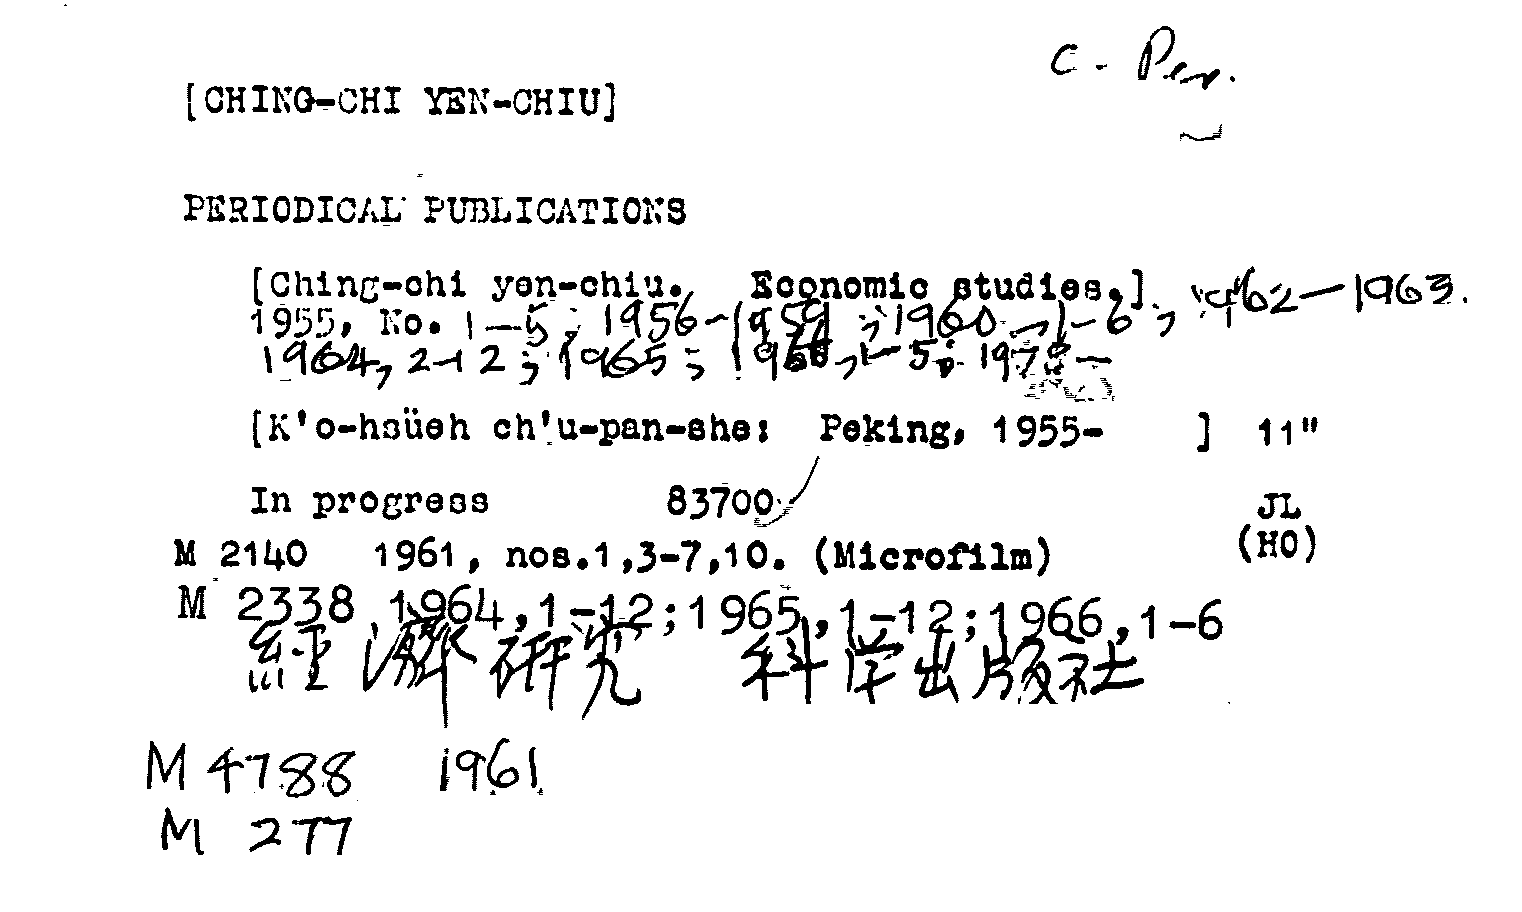 C. Per.
[CHING-CHI YEN-CHIU]
PERIODICAL PUBLICATIONS
[Ching-chi yen-chiu. Economic studies.]. 1962-1963.
1955, No. 1-5; 1956-1959; 1960, 1-6,
1964, 2-12; 1965; 1966, 1-5; 1978-
[K'o-hsüeh ch'u-pan-she: Peking, 1955- ] 11"
In progress 83700 JL
M 2140 1961, nos.1,3-7,10. (Microfilm) (HO)
M 2338 1964,1-12;1965,1-12;1966,1-6
經濟研究 科学出版社
M 4788 1961
M 277